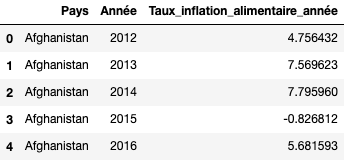 Pays Année Taux_inflation_alimentaire_année
0 Afghanistan 2012 4.756432
1 Afghanistan 2013 7.569623
2 Afghanistan 2014 7.795960
3 Afghanistan 2015 -0.826812
4 Afghanistan 2016 5.681593